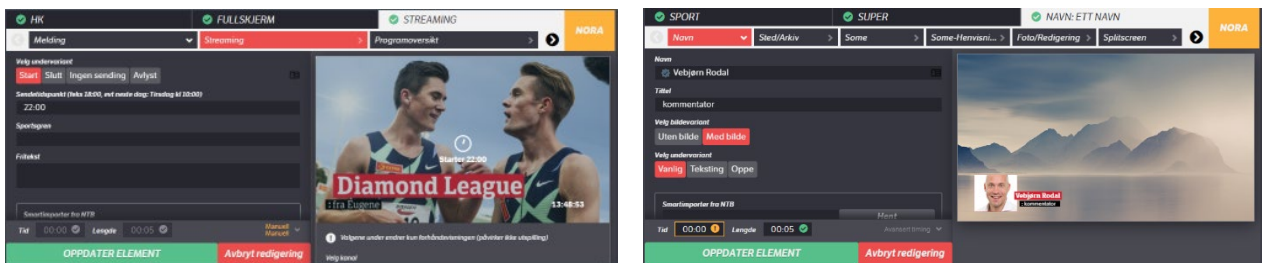 HK
FULLSKJERM
STREAMING
NORA
Melding
Streaming
Programoversikt
Velg undervariant
Start Slutt Ingen sending Avlyst
Sendetidspunkt (feks 18:00, evt neste dag: Tirsdag kl 10:00)
22:00
Sportsgren
Fritekst
Smartimporter fra NTB
Tid 00:00 Lengde 00:05 Manuell
Manuell
OPPDATER ELEMENT Avbryt redigering
Starter 22:00
Diamond League
: fra Eugene
13:48:53
Valgene under endrer kun forhåndsvisningen (påvirker ikke utspilling)
Velg kanal
SPORT
SUPER
NAVN: ETT NAVN
NORA
Navn
Sted/Arkiv
Some
Some-Henvisni...
Foto/Redigering
Splitscreen
Navn
Vebjørn Rodal
Tittel
kommentator
Velg bildevariant
Uten bilde Med bilde
Velg undervariant
Vanlig Teksting Oppe
Smartimporter fra NTB
Hent
Tid 00:00 Lengde 00:05 Avansert timing
OPPDATER ELEMENT Avbryt redigering
Vebjørn Rodal
: kommentator